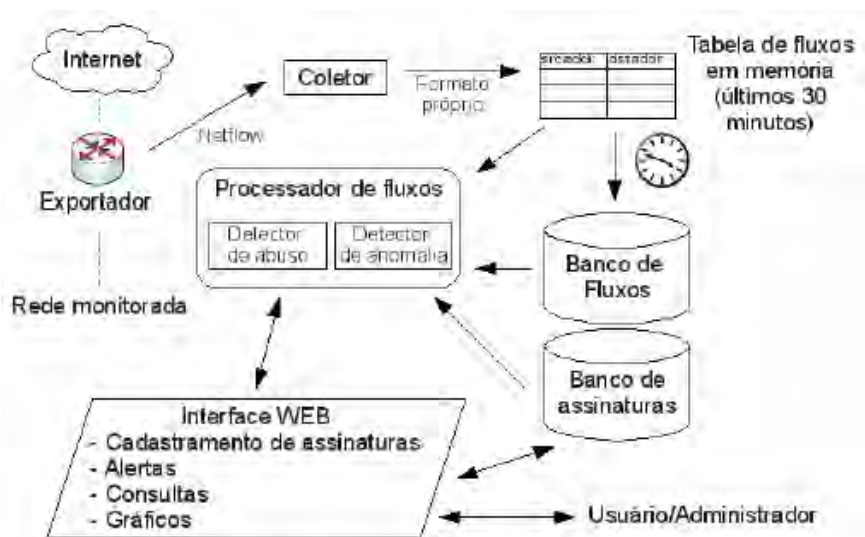 Internet
Coletor
Formato
próprio
srcaddr dstaddr
Tabela de fluxos
em memória
(últimos 30
minutos)
Netflow
Exportador
Rede monitorada
Processador de fluxos
Detector
de abuso
Detector
de anomalia
Banco de
Fluxos
Banco de
assinaturas
Interface WEB
- Cadastramento de assinaturas
- Alertas
- Consultas
- Gráficos
Usuário/Administrador